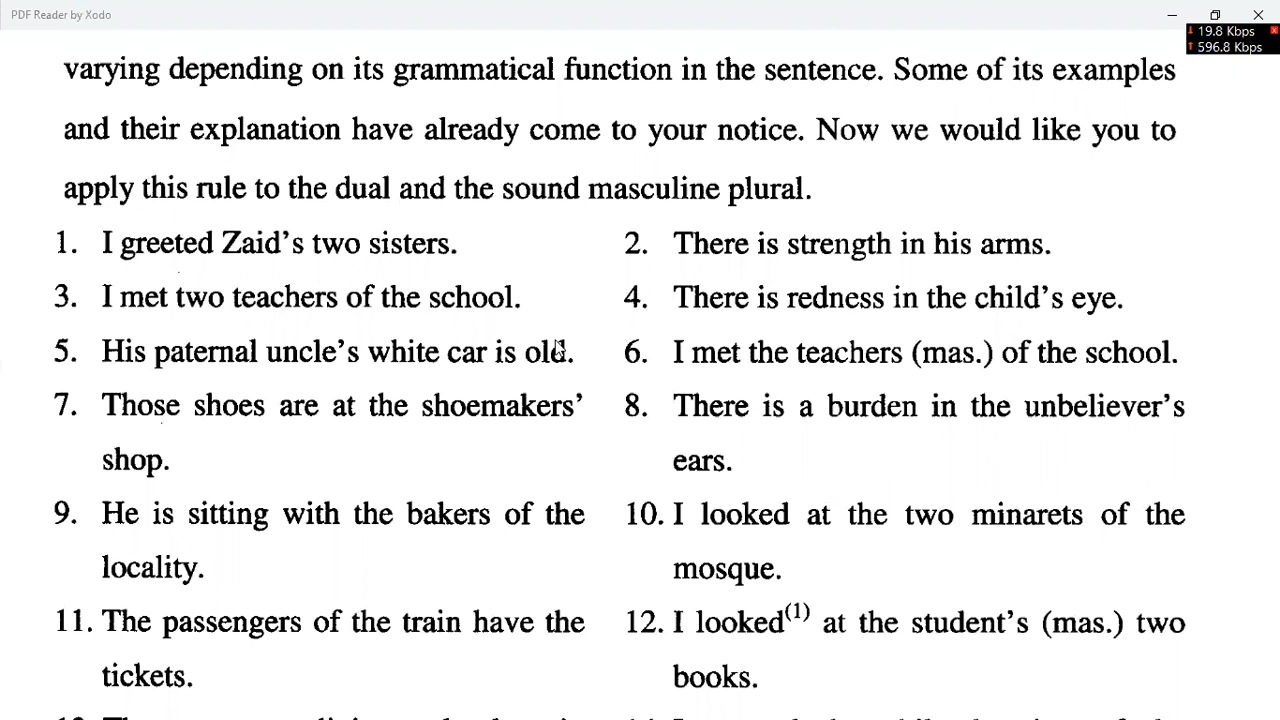 PDF Reader by Xodo
19.8 Kbps
596.8 Kbps
varying depending on its grammatical function in the sentence. Some of its examples
and their explanation have already come to your notice. Now we would like you to
apply this rule to the dual and the sound masculine plural.
1. I greeted Zaid's two sisters.
2. There is strength in his arms.
3. I met two teachers of the school.
4. There is redness in the child's eye.
5. His paternal uncle's white car is old.
6. I met the teachers (mas.) of the school.
7. Those shoes are at the shoemakers'
shop.
8. There is a burden in the unbeliever's
ears.
9. He is sitting with the bakers of the
locality.
10. I looked at the two minarets of the
mosque.
11. The passengers of the train have the
tickets.
12. I looked(1) at the student's (mas.) two
books.